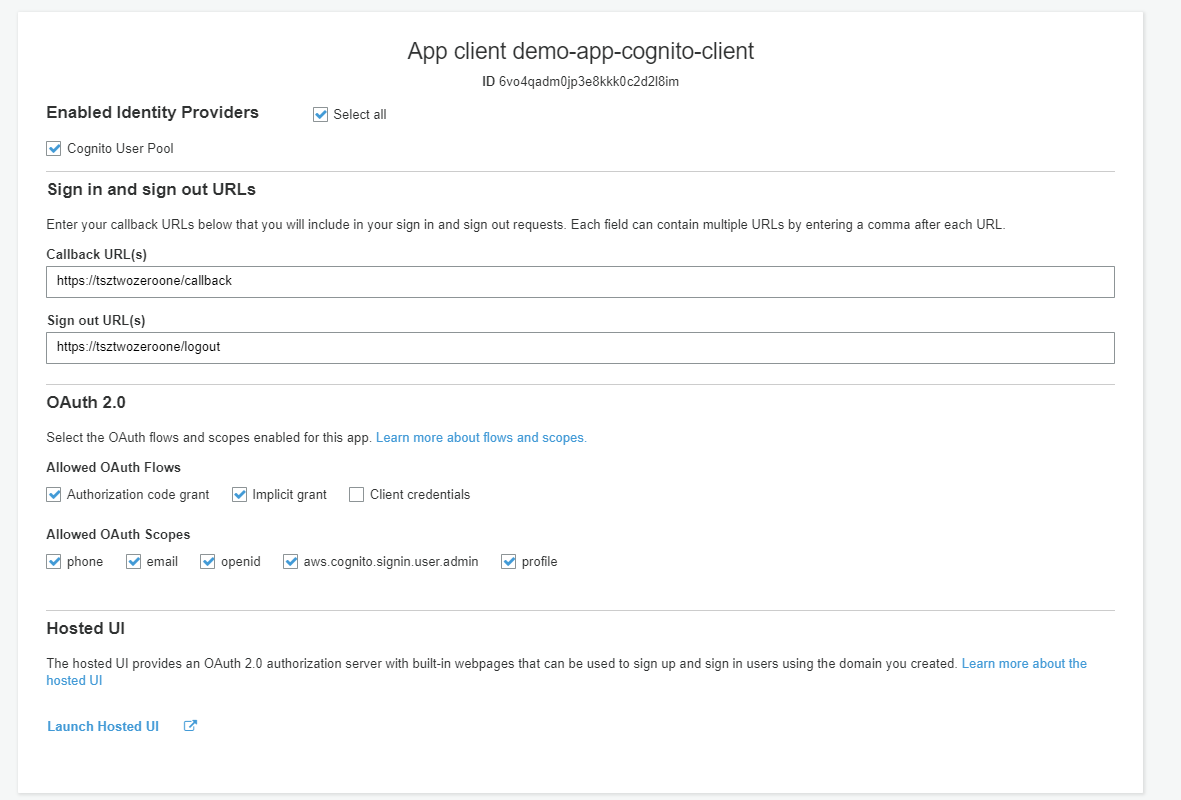 App client demo-app-cognito-client
ID 6vo4qadm0jp3e8kkk0c2d2l8im
Enabled Identity Providers
Select all
Cognito User Pool
Sign in and sign out URLs
Enter your callback URLs below that you will include in your sign in and sign out requests. Each field can contain multiple URLs by entering a comma after each URL.
Callback URL(s)
https://tsztwozeroone/callback
Sign out URL(s)
https://tsztwozeroone/logout
OAuth 2.0
Select the OAuth flows and scopes enabled for this app. Learn more about flows and scopes.
Allowed OAuth Flows
Authorization code grant Implicit grant Client credentials
Allowed OAuth Scopes
phone email openid aws.cognito.signin.user.admin profile
Hosted UI
The hosted UI provides an OAuth 2.0 authorization server with built-in webpages that can be used to sign up and sign in users using the domain you created. Learn more about the
hosted UI
Launch Hosted UI